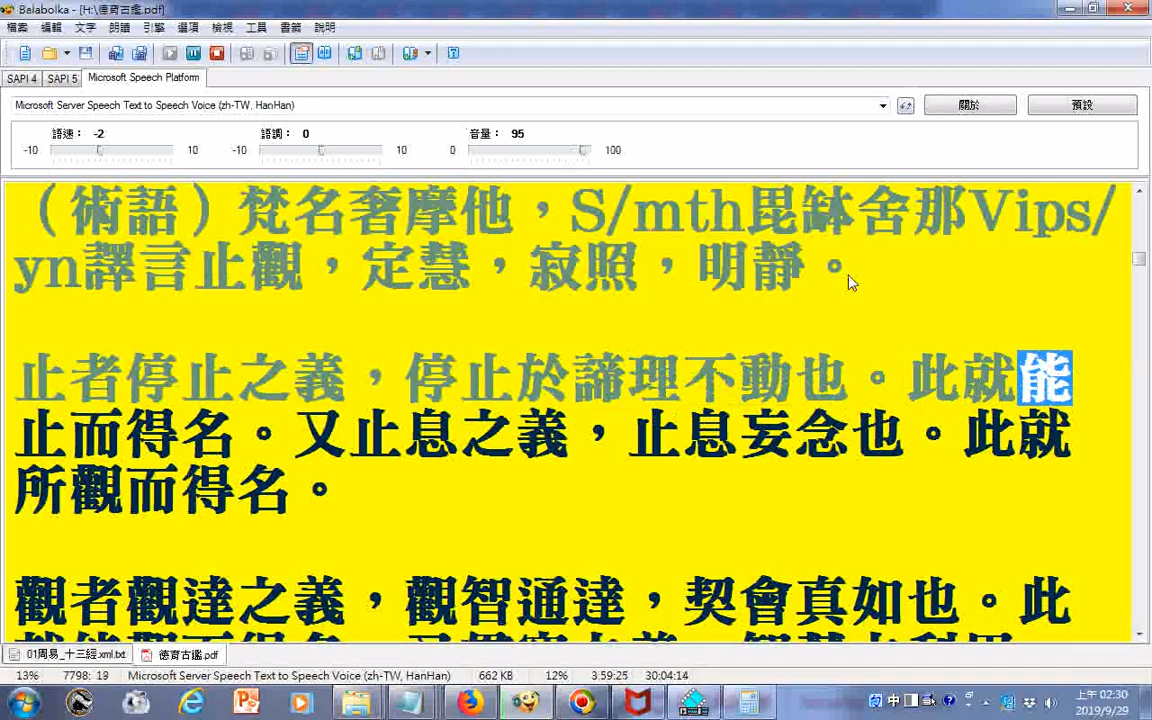 Balabolka - [H:\德育古鑑.pdf]
檔案 編輯 文字 朗讀 引擎 選項 檢視 工具 書籤 說明
SAPI 4 SAPI 5 Microsoft Speech Platform
Microsoft Server Speech Text to Speech Voice (zh-TW, HanHan) 關於 預設
語速： -2 語調： 0 音量： 95
-10 10 -10 10 0 100
（術語）梵名奢摩他，S/mth毘缽舍那Vips/
yn譯言止觀，定慧，寂照，明靜。
止者停止之義，停止於諦理不動也。此就能
止而得名。又止息之義，止息妄念也。此就
所觀而得名。
觀者觀達之義，觀智通達，契會真如也。此
01周易_十三經.xml.txt 德育古鑑.pdf
13% 7798: 19 Microsoft Server Speech Text to Speech Voice (zh-TW, HanHan) 662 KB 12% 3:59:25 30:04:14
中 上午 02:30
2019/9/29